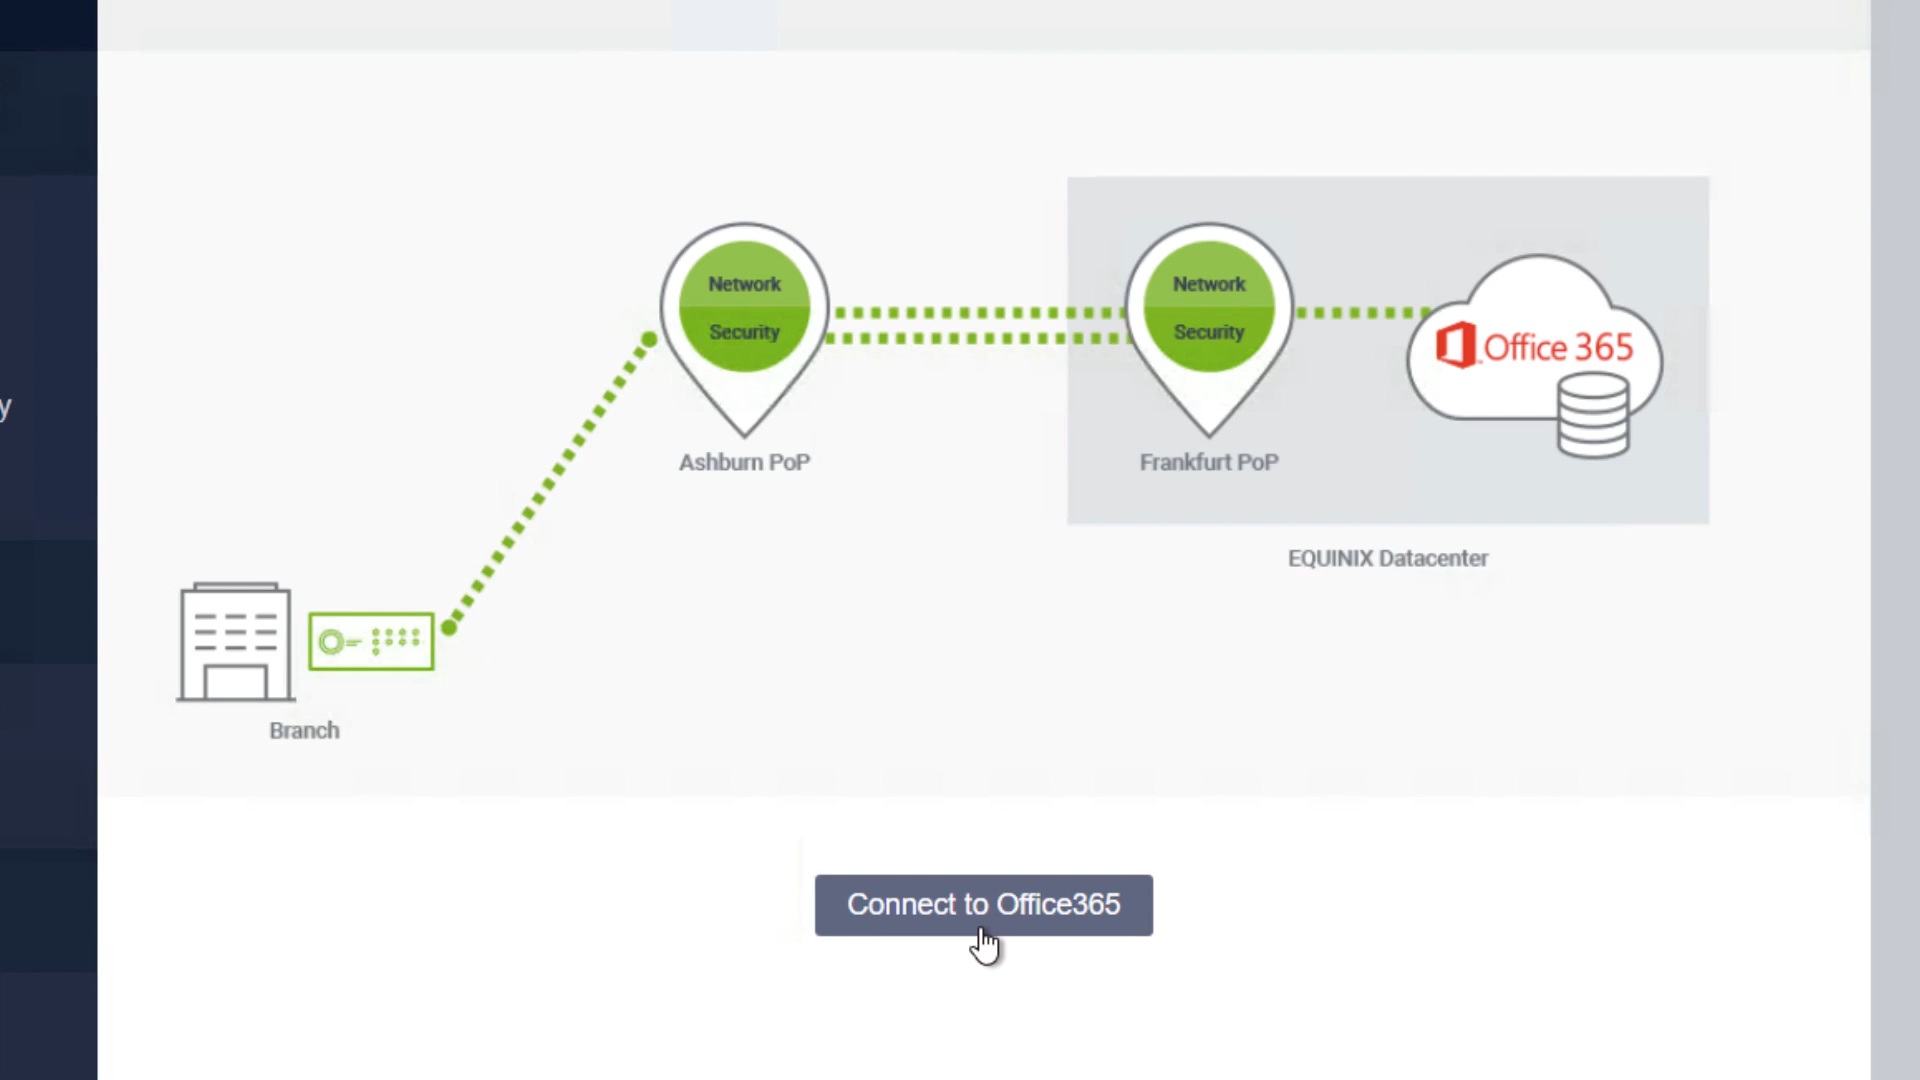 Network
Security
Ashburn PoP
Network
Security
Frankfurt PoP
Office 365
EQUINIX Datacenter
y
Branch
Connect to Office365